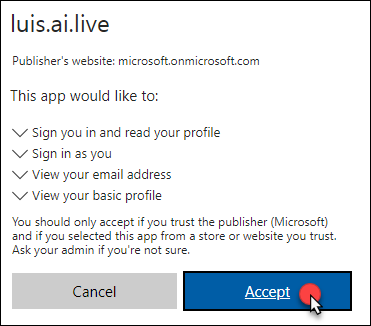 luis.ai.live
Publisher's website: microsoft.onmicrosoft.com
This app would like to:
Sign you in and read your profile
Sign in as you
View your email address
View your basic profile
You should only accept if you trust the publisher (Microsoft)
and if you selected this app from a store or website you trust.
Ask your admin if you're not sure.
Cancel
Accept